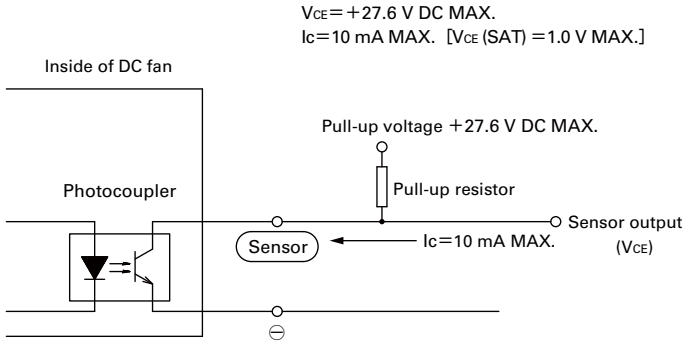 VCE=+27.6 V DC MAX.
Ic=10 mA MAX. [VCE (SAT) =1.0 V MAX.]
Inside of DC fan
Pull-up voltage +27.6 V DC MAX.
Photocoupler
Pull-up resistor
Sensor output
(VCE)
Sensor
Ic=10 mA MAX.
⊖